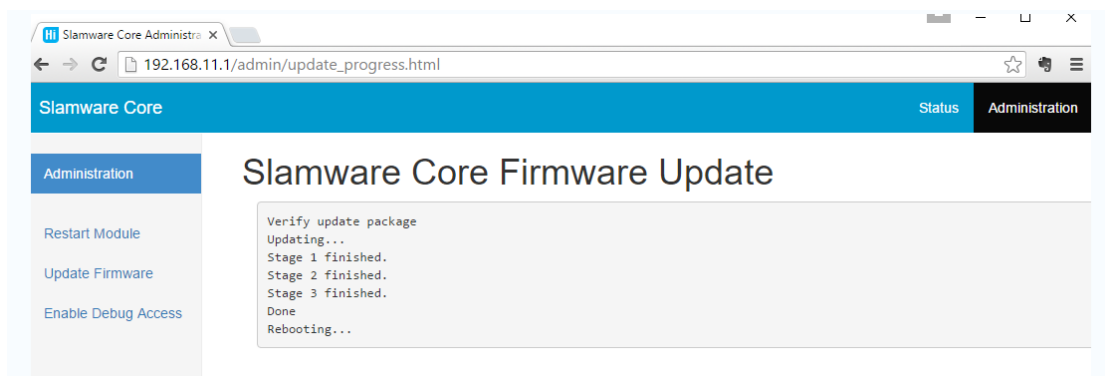 Slamware Core Administra
192.168.11.1/admin/update_progress.html
Slamware Core
Status
Administration
Administration
Restart Module
Update Firmware
Enable Debug Access
Slamware Core Firmware Update
Verify update package
Updating...
Stage 1 finished.
Stage 2 finished.
Stage 3 finished.
Done
Rebooting...